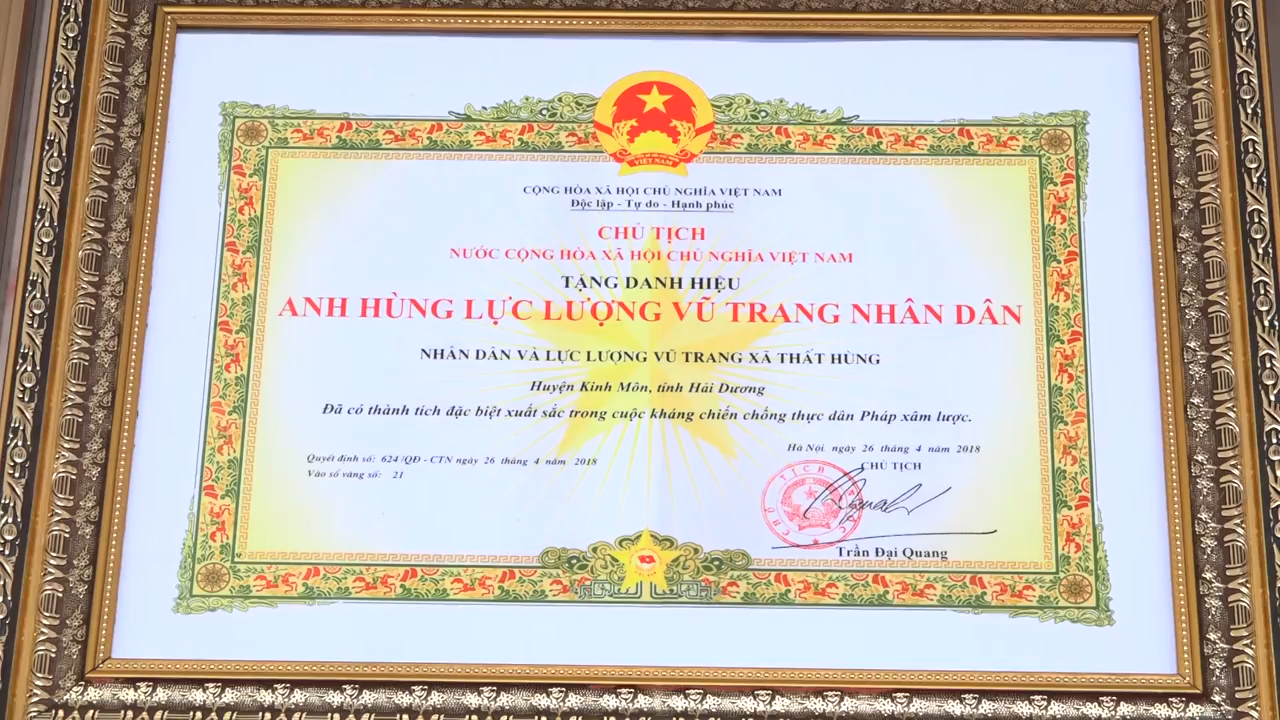 VIỆT NAM
CỘNG HÒA XÃ HỘI CHỦ NGHĨA VIỆT NAM
Độc lập - Tự do - Hạnh phúc
CHỦ TỊCH
NƯỚC CỘNG HÒA XÃ HỘI CHỦ NGHĨA VIỆT NAM
TẶNG DANH HIỆU
ANH HÙNG LỰC LƯỢNG VŨ TRANG NHÂN DÂN
NHÂN DÂN VÀ LỰC LƯỢNG VŨ TRANG XÃ THẤT HÙNG
Huyện Kinh Môn, tỉnh Hải Dương
Đã có thành tích đặc biệt xuất sắc trong cuộc kháng chiến chống thực dân Pháp xâm lược.
Quyết định số: 624/QĐ - CTN ngày 26 tháng 4 năm 2018
Vào sổ vàng số: 21
Hà Nội, ngày 26 tháng 4 năm 2018
CHỦ TỊCH
Trần Đại Quang